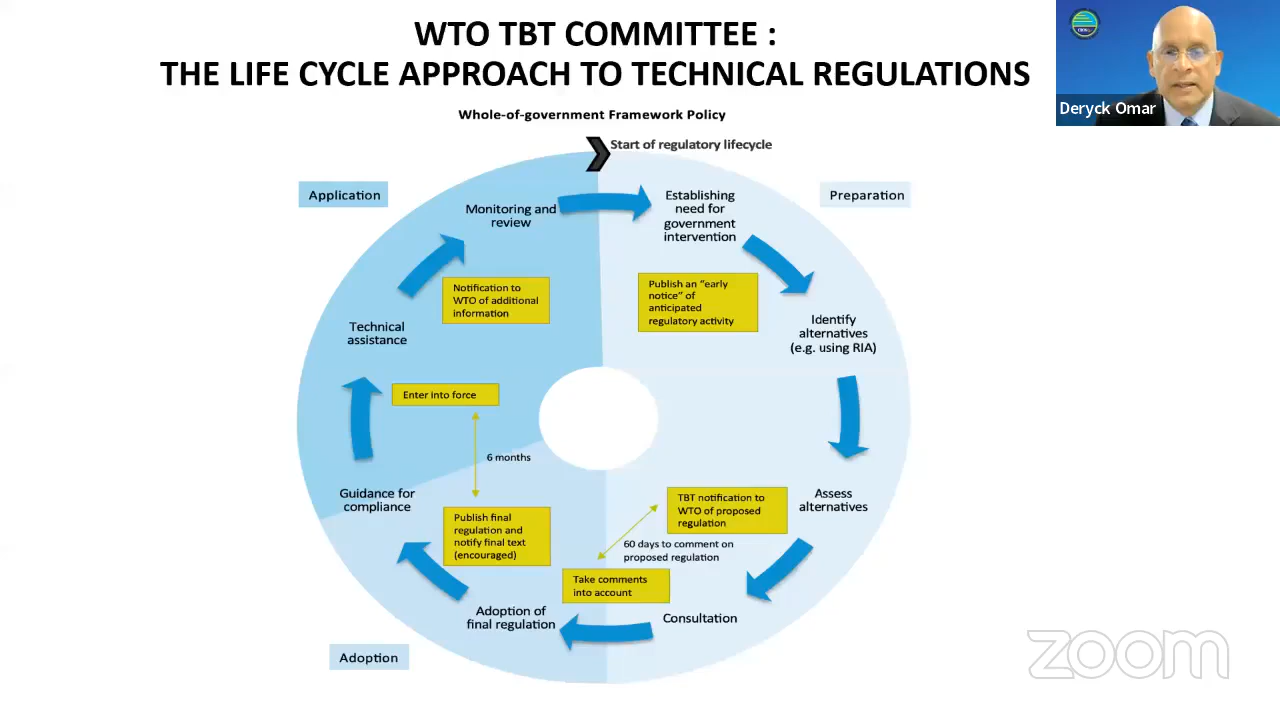 WTO TBT COMMITTEE :
THE LIFE CYCLE APPROACH TO TECHNICAL REGULATIONS
Deryck Omar
Whole-of-government Framework Policy
Start of regulatory lifecycle
Application
Preparation
Monitoring and
review
Establishing
need for
government
intervention
Notification to
WTO of additional
information
Publish an "early
notice" of
anticipated
regulatory activity
Identify
alternatives
(e.g. using RIA)
Technical
assistance
Enter into force
6 months
Guidance for
compliance
Publish final
regulation and
notify final text
(encouraged)
TBT notification to
WTO of proposed
regulation
Assess
alternatives
60 days to comment on
proposed regulation
Take comments
into account
Adoption of
final regulation
Consultation
Adoption
zoom